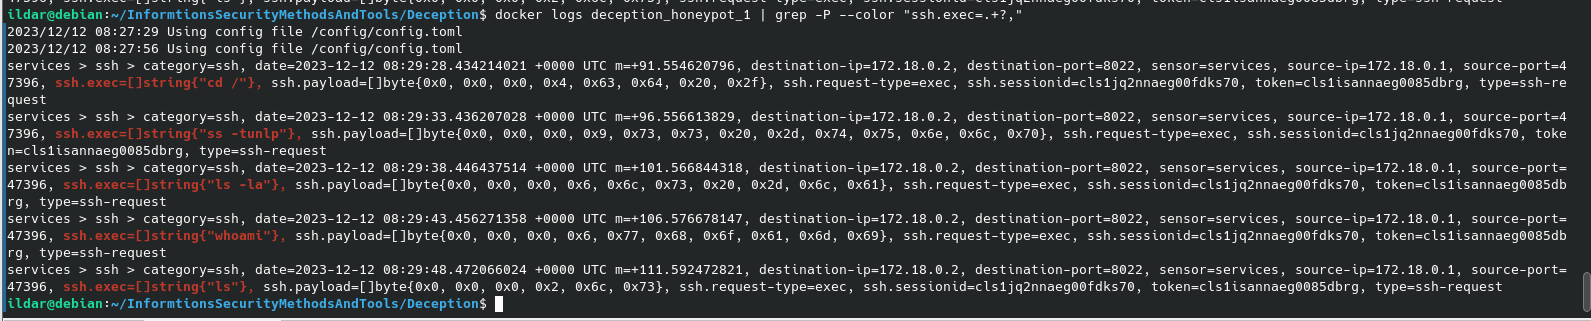 ildar@debian:~/InformtionsSecurityMethodsAndTools/Deception$ docker logs deception_honeypot_1 | grep -P --color "ssh.exec=.+?,"
2023/12/12 08:27:29 Using config file /config/config.toml
2023/12/12 08:27:56 Using config file /config/config.toml
services > ssh > category=ssh, date=2023-12-12 08:29:28.434214021 +0000 UTC m=+91.554620796, destination-ip=172.18.0.2, destination-port=8022, sensor=services, source-ip=172.18.0.1, source-port=4
7396, ssh.exec=[]string{"cd /"}, ssh.payload=[]byte{0x0, 0x0, 0x0, 0x4, 0x63, 0x64, 0x20, 0x2f}, ssh.request-type=exec, ssh.sessionid=cls1jq2nnaeg00fdks70, token=cls1isannaeg0085dbrg, type=ssh-re
quest
services > ssh > category=ssh, date=2023-12-12 08:29:33.436207028 +0000 UTC m=+96.556613829, destination-ip=172.18.0.2, destination-port=8022, sensor=services, source-ip=172.18.0.1, source-port=4
7396, ssh.exec=[]string{"ss -tunlp"}, ssh.payload=[]byte{0x0, 0x0, 0x0, 0x9, 0x73, 0x73, 0x20, 0x2d, 0x74, 0x75, 0x6e, 0x6c, 0x70}, ssh.request-type=exec, ssh.sessionid=cls1jq2nnaeg00fdks70, toke
n=cls1isannaeg0085dbrg, type=ssh-request
services > ssh > category=ssh, date=2023-12-12 08:29:38.446437514 +0000 UTC m=+101.566844318, destination-ip=172.18.0.2, destination-port=8022, sensor=services, source-ip=172.18.0.1, source-port=
47396, ssh.exec=[]string{"ls -la"}, ssh.payload=[]byte{0x0, 0x0, 0x0, 0x6, 0x6c, 0x73, 0x20, 0x2d, 0x6c, 0x61}, ssh.request-type=exec, ssh.sessionid=cls1jq2nnaeg00fdks70, token=cls1isannaeg0085db
rg, type=ssh-request
services > ssh > category=ssh, date=2023-12-12 08:29:43.456271358 +0000 UTC m=+106.576678147, destination-ip=172.18.0.2, destination-port=8022, sensor=services, source-ip=172.18.0.1, source-port=
47396, ssh.exec=[]string{"whoami"}, ssh.payload=[]byte{0x0, 0x0, 0x0, 0x6, 0x77, 0x68, 0x6f, 0x61, 0x6d, 0x69}, ssh.request-type=exec, ssh.sessionid=cls1jq2nnaeg00fdks70, token=cls1isannaeg0085db
rg, type=ssh-request
services > ssh > category=ssh, date=2023-12-12 08:29:48.472066024 +0000 UTC m=+111.592472821, destination-ip=172.18.0.2, destination-port=8022, sensor=services, source-ip=172.18.0.1, source-port=
47396, ssh.exec=[]string{"ls"}, ssh.payload=[]byte{0x0, 0x0, 0x0, 0x2, 0x6c, 0x73}, ssh.request-type=exec, ssh.sessionid=cls1jq2nnaeg00fdks70, token=cls1isannaeg0085dbrg, type=ssh-request
ildar@debian:~/InformtionsSecurityMethodsAndTools/Deception$